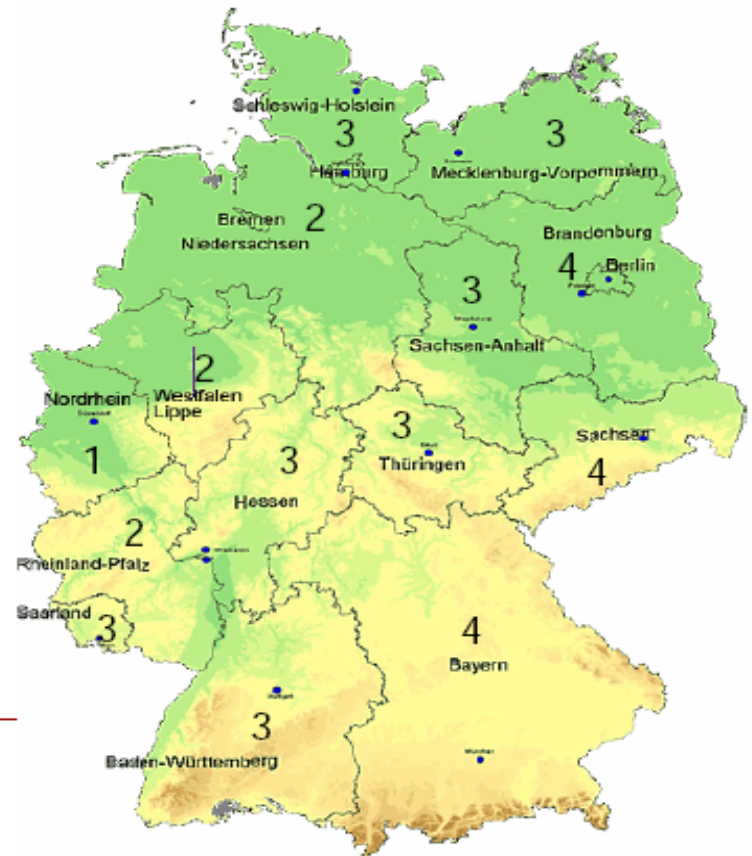 Schleswig-Holstein
3
3
Hamburg
Mecklenburg-Vorpommern
Bremen
2
Niedersachsen
Brandenburg
4
Berlin
3
Sachsen-Anhalt
2
Nordrhein
Westfalen
Lippe
1
3
Thüringen
Sachsen
4
3
Hessen
2
Rheinland-Pfalz
Saarland
3
4
Bayern
3
Baden-Württemberg